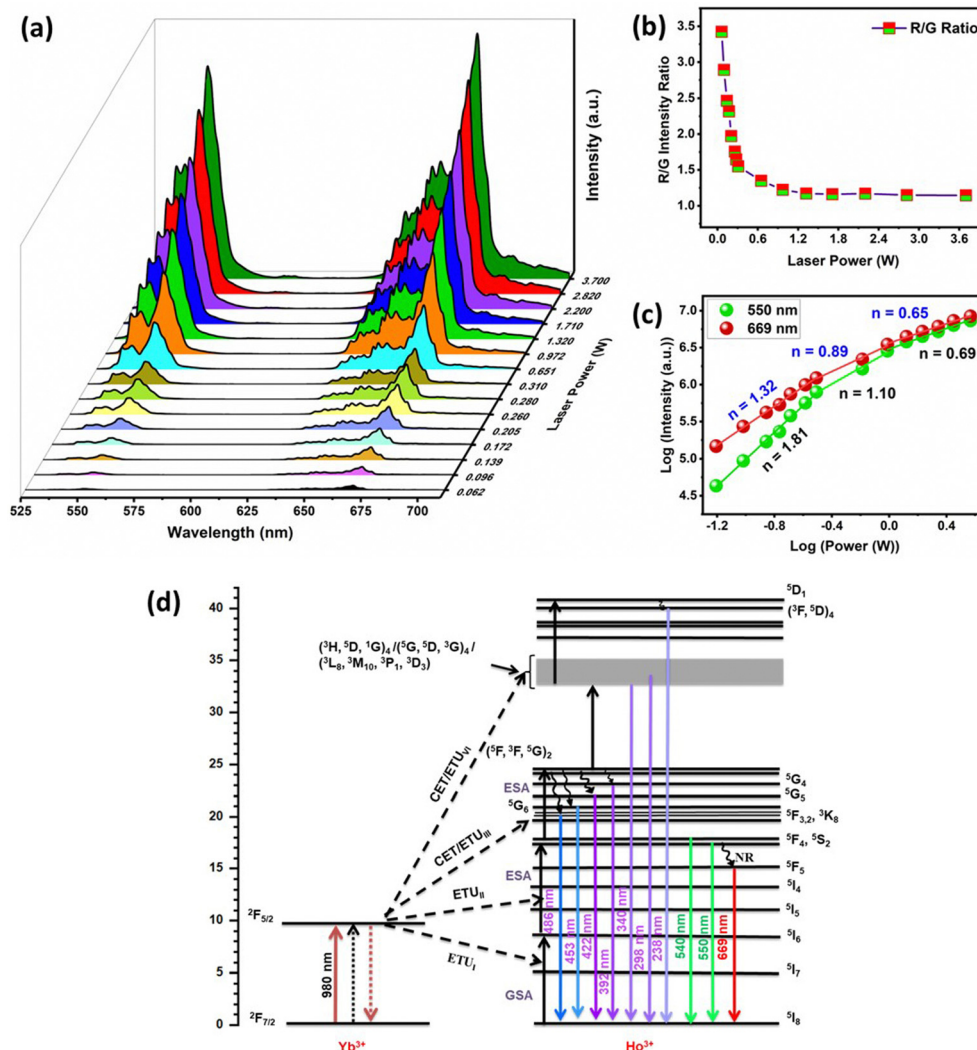 (a)
Intensity (a.u.)
3.700
2.820
2.200
1.710
1.320
0.972
0.651
0.310
0.280
0.260
0.205
0.172
0.139
0.096
0.062
Laser Power (W)
525 550 575 600 625 650 675 700
Wavelength (nm)
(b)
R/G Ratio
R/G Intensity Ratio
3.5
3.0
2.5
2.0
1.5
1.0
0.0 0.6 1.2 1.8 2.4 3.0 3.6
Laser Power (W)
(c)
550 nm
669 nm
Log (Intensity (a.u.))
7.0
6.5
6.0
5.5
5.0
4.5
n = 0.65
n = 0.89
n = 0.69
n = 1.32
n = 1.10
n = 1.81
-1.2 -0.8 -0.4 0.0 0.4
Log (Power (W))
(d)
40
35
30
25
20
15
10
5
0
⁵D₁
(³F, ⁵D)₄
(³H, ⁵D, ¹G)₄ /(⁵G, ⁵D, ³G)₄ /
(³L₈, ³M₁₀, ³P₁, ³D₃)
(⁵F, ³F, ⁵G)₂
⁵G₄
⁵G₅
⁵G₆
⁵F₃,₂, ³K₈
⁵F₄, ⁵S₂
NR
⁵F₅
⁵I₄
⁵I₅
⁵I₆
⁵I₇
⁵I₈
CET/ETU_VI
CET/ETU_III
ETU_II
ETU_I
ESA
ESA
GSA
²F₅/₂
²F₇/₂
980 nm
486 nm
453 nm
422 nm
392 nm
340 nm
298 nm
238 nm
540 nm
550 nm
669 nm
Yb³⁺
Ho³⁺